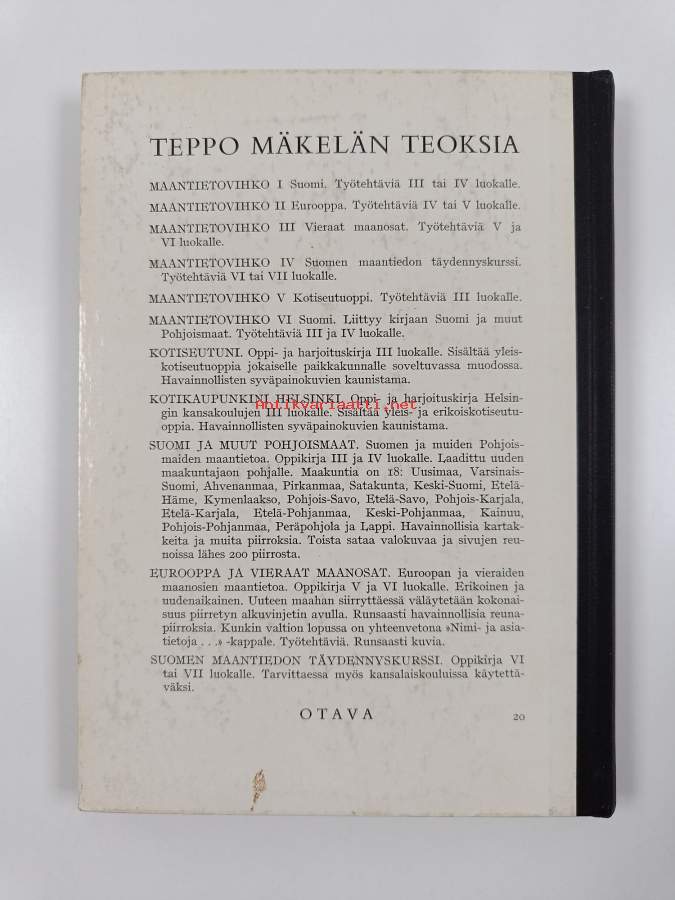 TEPPO MÄKELÄN TEOKSIA
MAANTIETOVIHKO I Suomi. Työtehtäviä III tai IV luokalle.
MAANTIETOVIHKO II Eurooppa. Työtehtäviä IV tai V luokalle.
MAANTIETOVIHKO III Vieraat maanosat. Työtehtäviä V ja
VI luokalle.
MAANTIETOVIHKO IV Suomen maantiedon täydennyskurssi.
Työtehtäviä VI tai VII luokalle.
MAANTIETOVIHKO V Kotiseutuoppi. Työtehtäviä III luokalle.
MAANTIETOVIHKO VI Suomi. Liittyy kirjaan Suomi ja muut
Pohjoismaat. Työtehtäviä III ja IV luokalle.
KOTISEUTUNI. Oppi- ja harjoituskirja III luokalle. Sisältää yleis-
kotiseutuoppia jokaiselle paikkakunnalle soveltuvassa muodossa.
Havainnollisten syväpainokuvien kaunistama.
KOTIKAUPUNKINI HELSINKI. Oppi- ja harjoituskirja Helsin-
gin kansakoulujen III luokalle. Sisältää yleis- ja erikoiskotiseutu-
oppia. Havainnollisten syväpainokuvien kaunistama.
Antikvariaatti.net
SUOMI JA MUUT POHJOISMAAT. Suomen ja muiden Pohjois-
maiden maantietoa. Oppikirja III ja IV luokalle. Laadittu uuden
maakuntajaon pohjalle. Maakuntia on 18: Uusimaa, Varsinais-
Suomi, Ahvenanmaa, Pirkanmaa, Satakunta, Keski-Suomi, Etelä-
Häme, Kymenlaakso, Pohjois-Savo, Etelä-Savo, Pohjois-Karjala,
Etelä-Karjala, Etelä-Pohjanmaa, Keski-Pohjanmaa, Kainuu,
Pohjois-Pohjanmaa, Peräpohjola ja Lappi. Havainnollisia kartak-
keita ja muita piirroksia. Toista sataa valokuvaa ja sivujen reu-
noissa lähes 200 piirrosta.
EUROOPPA JA VIERAAT MAANOSAT. Euroopan ja vieraiden
maanosien maantietoa. Oppikirja V ja VI luokalle. Erikoinen ja
uudenaikainen. Uuteen maahan siirryttäessä väläytetään kokonai-
suus piirretyn alkuvinjetin avulla. Runsaasti havainnollisia reuna-
piirroksia. Kunkin valtion lopussa on yhteenvetona »Nimi- ja asia-
tietoja . . .» -kappale. Työtehtäviä. Runsaasti kuvia.
SUOMEN MAANTIEDON TÄYDENNYSKURSSI. Oppikirja VI
tai VII luokalle. Tarvittaessa myös kansalaiskouluissa käytettä-
väksi.
OTAVA
20